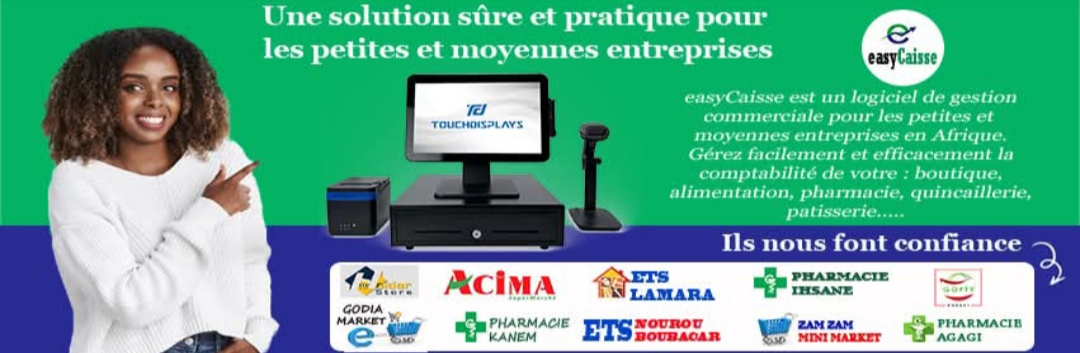 Une solution sûre et pratique pour
les petites et moyennes entreprises
easyCaisse
TOUCHDISPLAYS
easyCaisse est un logiciel de gestion
commerciale pour les petites et
moyennes entreprises en Afrique.
Gérez facilement et efficacement la
comptabilité de votre : boutique,
alimentation, pharmacie, quincaillerie,
patisserie.....
Ils nous font confiance
Store
ACIMA
SuperMarché
ETS
LAMARA
PHARMACIE
IHSANE
GODIA
MARKET
PHARMACIE
KANEM
ETS NOUROU
BOUBACAR
ZAM ZAM
MINI MARKET
PHARMACIE
AGAGI